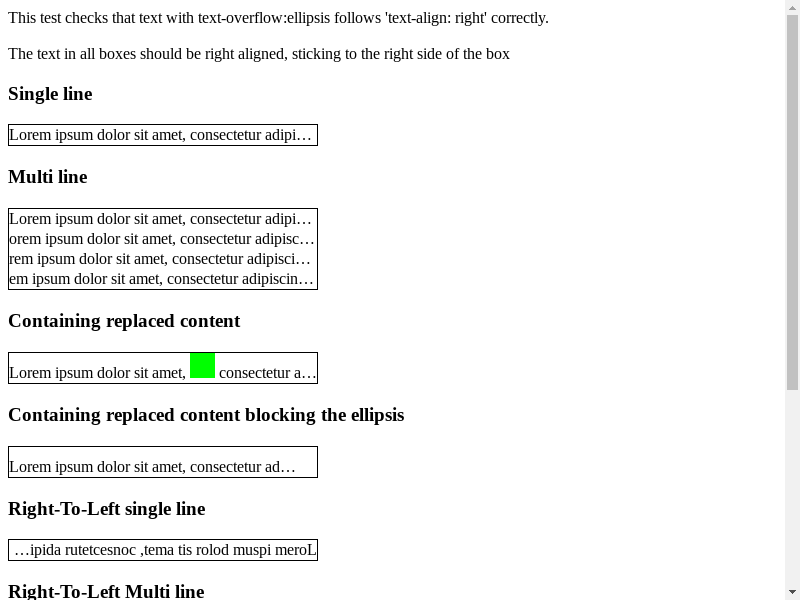 This test checks that text with text-overflow:ellipsis follows 'text-align: right' correctly.
The text in all boxes should be right aligned, sticking to the right side of the box
Single line
Lorem ipsum dolor sit amet, consectetur adipi…
Multi line
Lorem ipsum dolor sit amet, consectetur adipi…
orem ipsum dolor sit amet, consectetur adipisc…
rem ipsum dolor sit amet, consectetur adipisci…
em ipsum dolor sit amet, consectetur adipiscin…
Containing replaced content
Lorem ipsum dolor sit amet, consectetur a…
Containing replaced content blocking the ellipsis
Lorem ipsum dolor sit amet, consectetur ad…
Right-To-Left single line
…ipida rutetcesnoc ,tema tis rolod muspi meroL
Right-To-Left Multi line